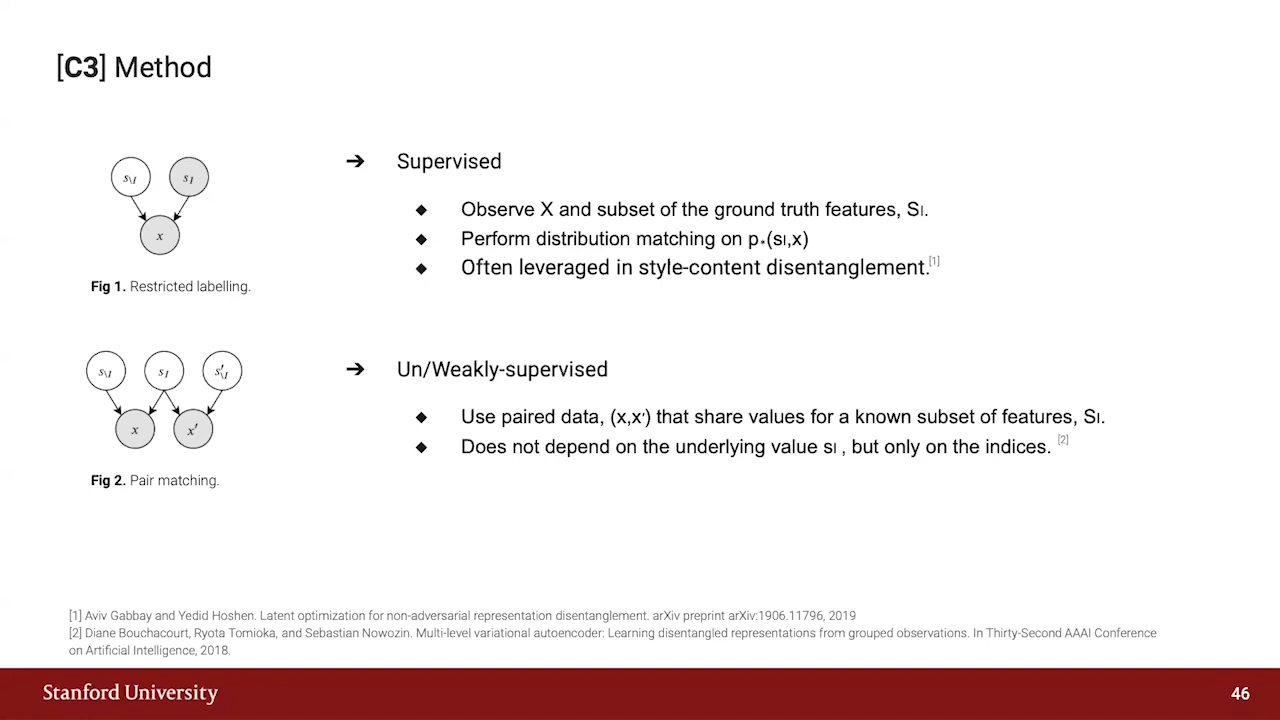 [C3] Method
s\I
sI
x
Fig 1. Restricted labelling.
➔ Supervised
◆ Observe X and subset of the ground truth features, SI.
◆ Perform distribution matching on p*(sI,x)
◆ Often leveraged in style-content disentanglement.[1]
s\I
sI
s'\I
x
x'
Fig 2. Pair matching.
➔ Un/Weakly-supervised
◆ Use paired data, (x,x') that share values for a known subset of features, SI.
◆ Does not depend on the underlying value sI , but only on the indices. [2]
[1] Aviv Gabbay and Yedid Hoshen. Latent optimization for non-adversarial representation disentanglement. arXiv preprint arXiv:1906.11796, 2019
[2] Diane Bouchacourt, Ryota Tomioka, and Sebastian Nowozin. Multi-level variational autoencoder: Learning disentangled representations from grouped observations. In Thirty-Second AAAI Conference
on Artificial Intelligence, 2018.
Stanford University
46